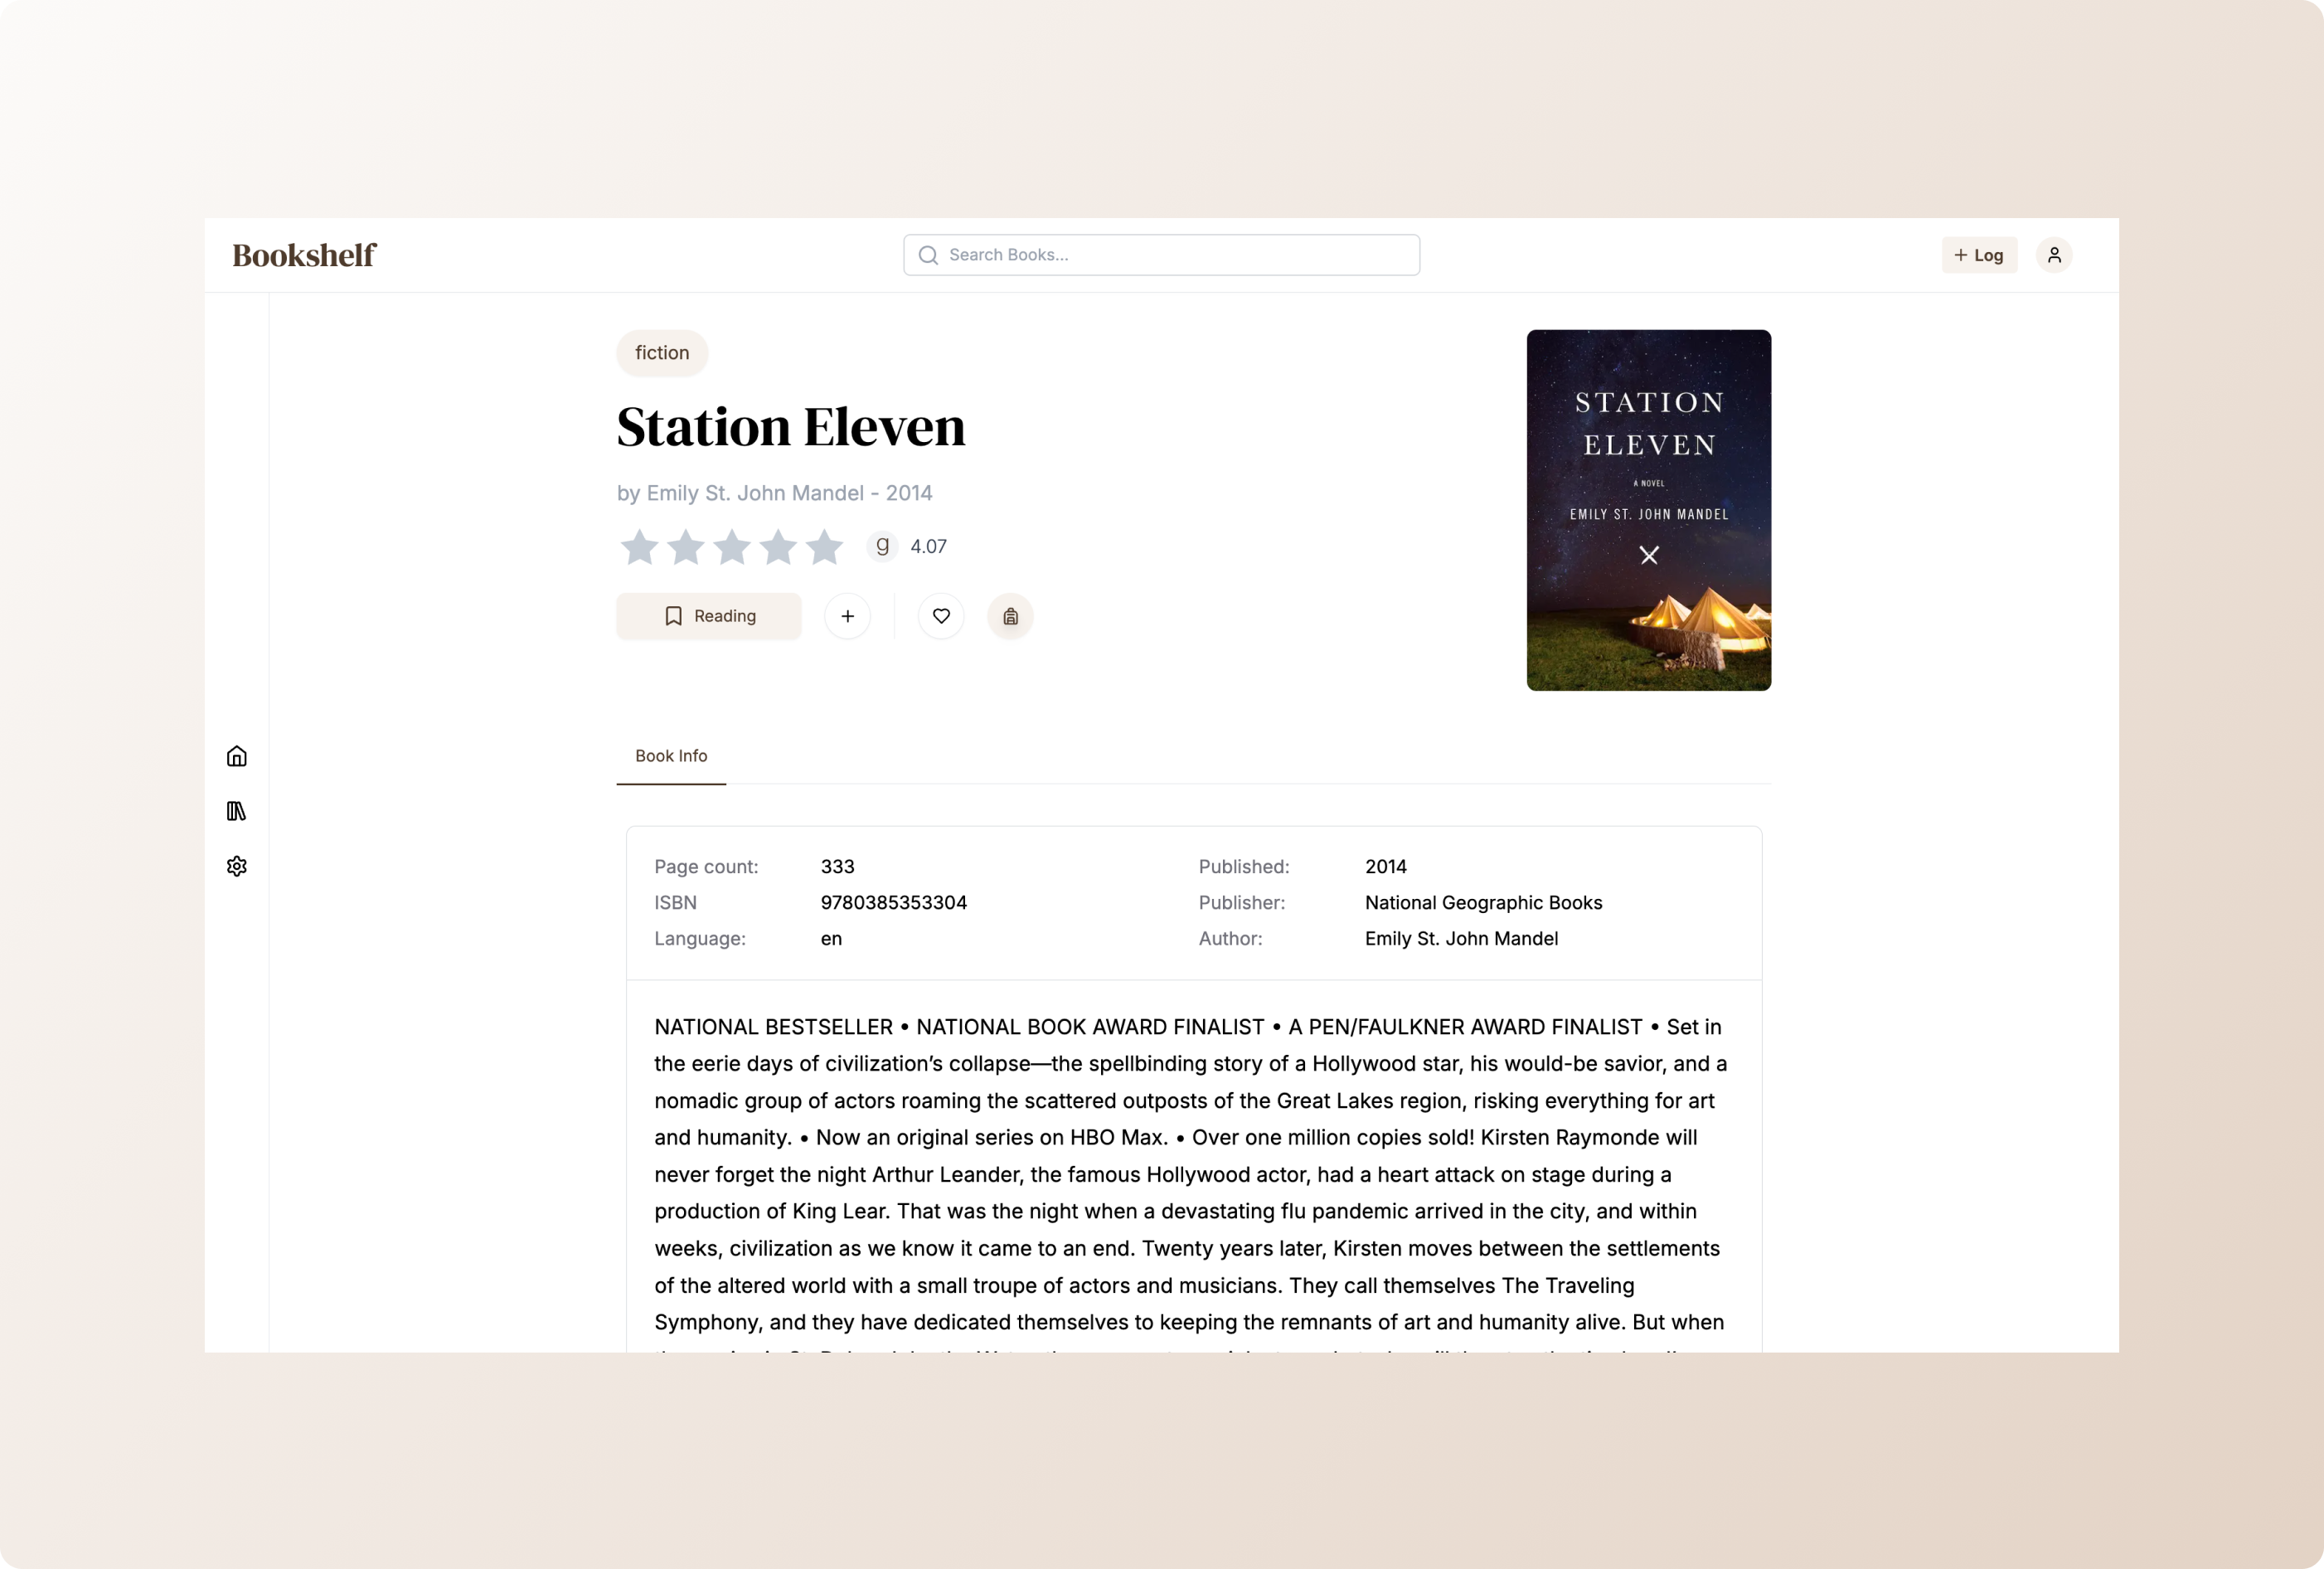 Bookshelf
Search Books...
+ Log
fiction
Station Eleven
by Emily St. John Mandel - 2014
g 4.07
Reading
STATION
ELEVEN
A NOVEL
EMILY ST. JOHN MANDEL
Book Info
Page count: 333
Published: 2014
ISBN 9780385353304
Publisher: National Geographic Books
Language: en
Author: Emily St. John Mandel
NATIONAL BESTSELLER • NATIONAL BOOK AWARD FINALIST • A PEN/FAULKNER AWARD FINALIST • Set in
the eerie days of civilization’s collapse—the spellbinding story of a Hollywood star, his would-be savior, and a
nomadic group of actors roaming the scattered outposts of the Great Lakes region, risking everything for art
and humanity. • Now an original series on HBO Max. • Over one million copies sold! Kirsten Raymonde will
never forget the night Arthur Leander, the famous Hollywood actor, had a heart attack on stage during a
production of King Lear. That was the night when a devastating flu pandemic arrived in the city, and within
weeks, civilization as we know it came to an end. Twenty years later, Kirsten moves between the settlements
of the altered world with a small troupe of actors and musicians. They call themselves The Traveling
Symphony, and they have dedicated themselves to keeping the remnants of art and humanity alive. But when